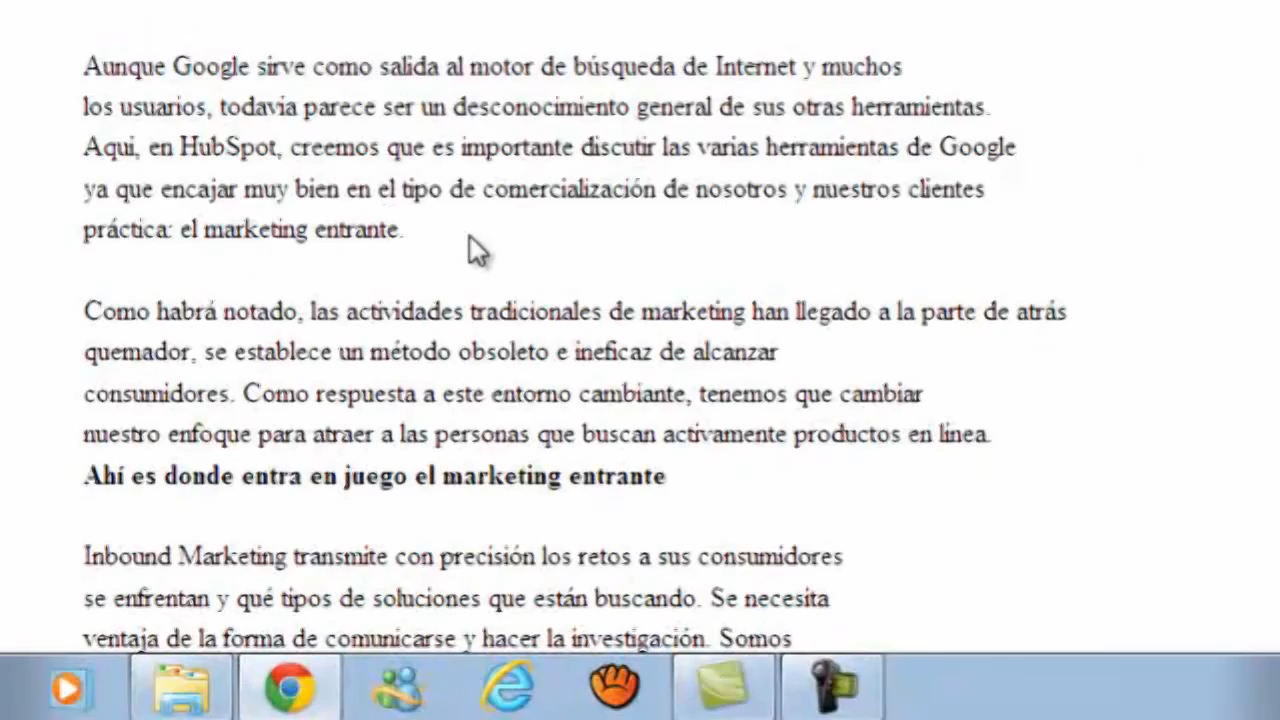 Aunque Google sirve como salida al motor de búsqueda de Internet y muchos
los usuarios, todavía parece ser un desconocimiento general de sus otras herramientas.
Aquí, en HubSpot, creemos que es importante discutir las varias herramientas de Google
ya que encajar muy bien en el tipo de comercialización de nosotros y nuestros clientes
práctica: el marketing entrante.
Como habrá notado, las actividades tradicionales de marketing han llegado a la parte de atrás
quemador, se establece un método obsoleto e ineficaz de alcanzar
consumidores. Como respuesta a este entorno cambiante, tenemos que cambiar
nuestro enfoque para atraer a las personas que buscan activamente productos en línea.
Ahí es donde entra en juego el marketing entrante
Inbound Marketing transmite con precisión los retos a sus consumidores
se enfrentan y qué tipos de soluciones que están buscando. Se necesita
ventaja de la forma de comunicarse y hacer la investigación. Somos